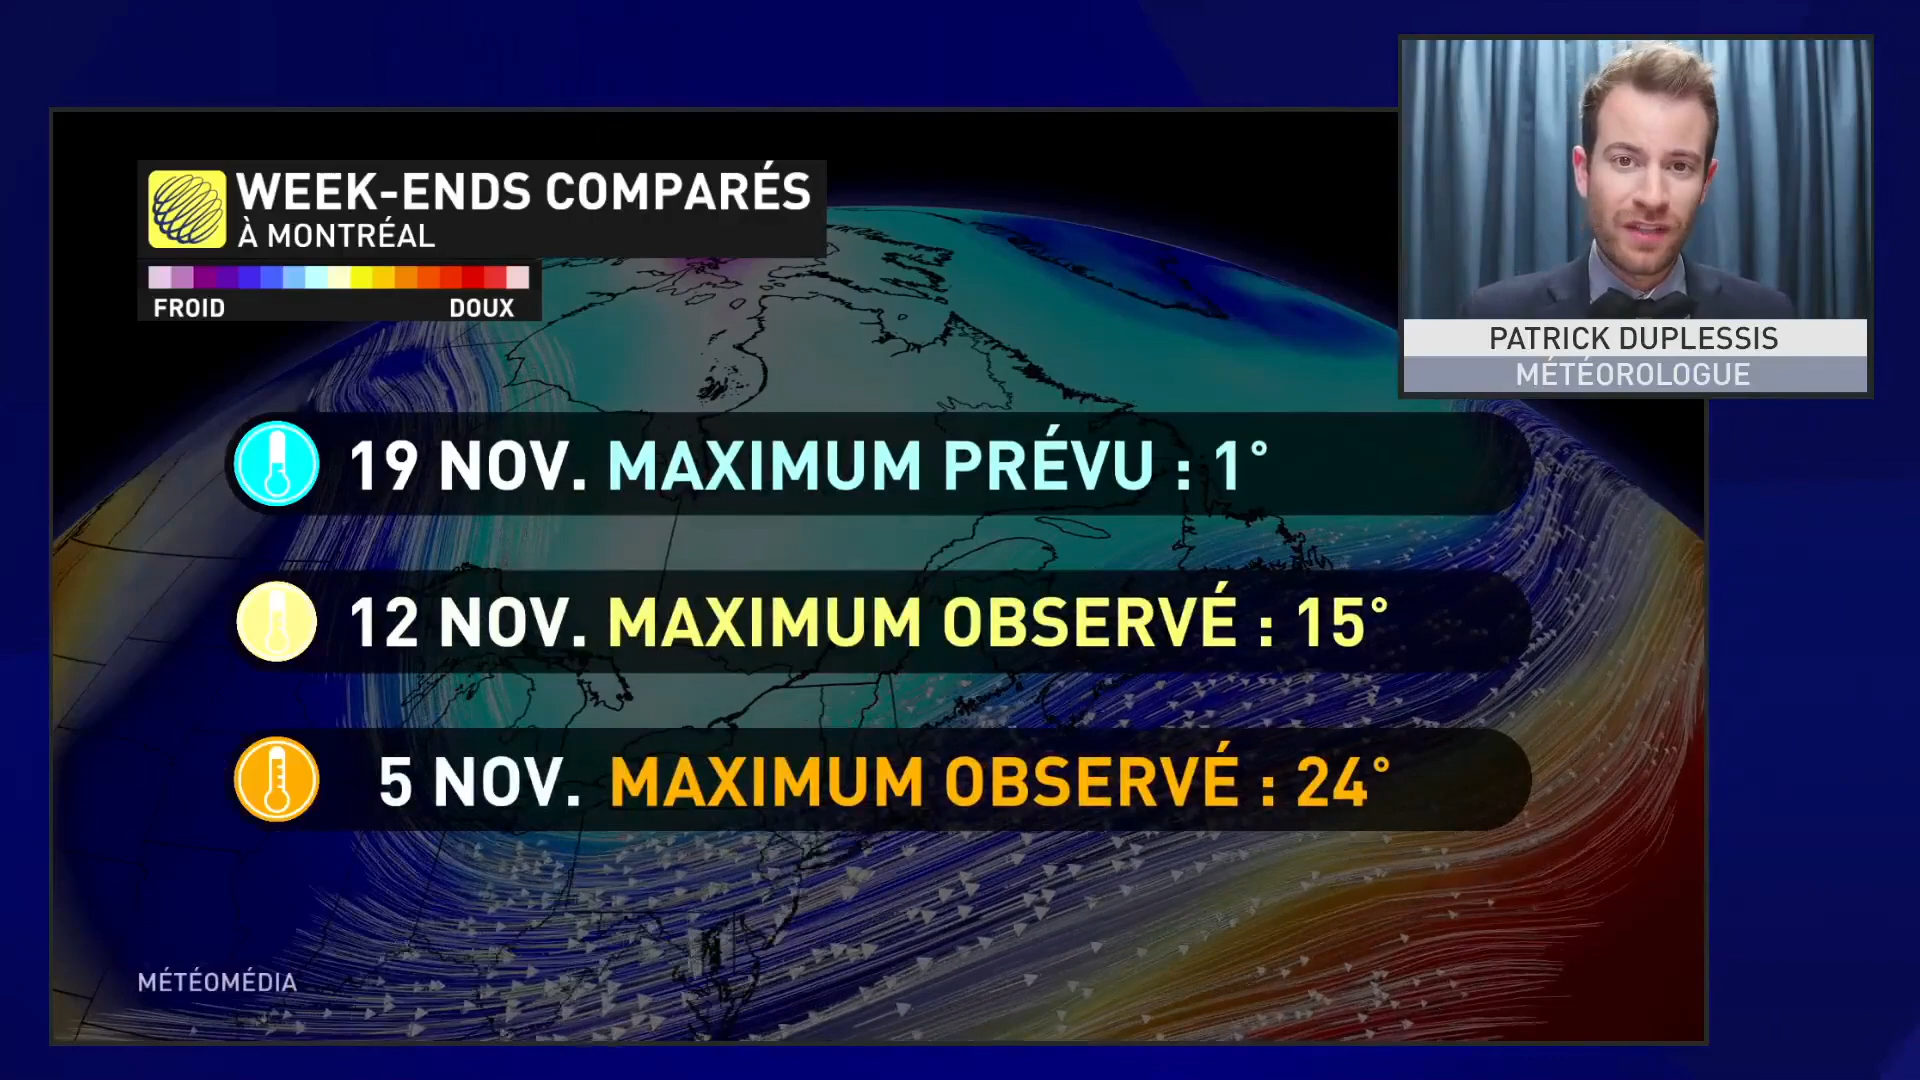 WEEK-ENDS COMPARÉS
À MONTRÉAL
FROID DOUX
PATRICK DUPLESSIS
MÉTÉOROLOGUE
19 NOV. MAXIMUM PRÉVU : 1°
12 NOV. MAXIMUM OBSERVÉ : 15°
5 NOV. MAXIMUM OBSERVÉ : 24°
MÉTÉOMÉDIA